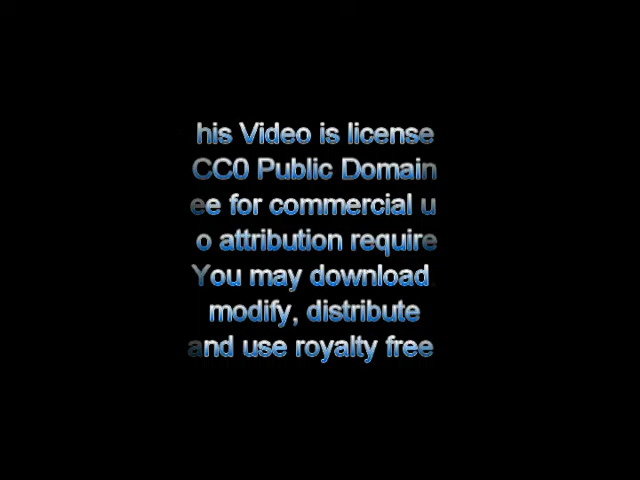 his Video is license
CC0 Public Domain
ee for commercial u
o attribution require
You may download
modify, distribute
and use royalty free